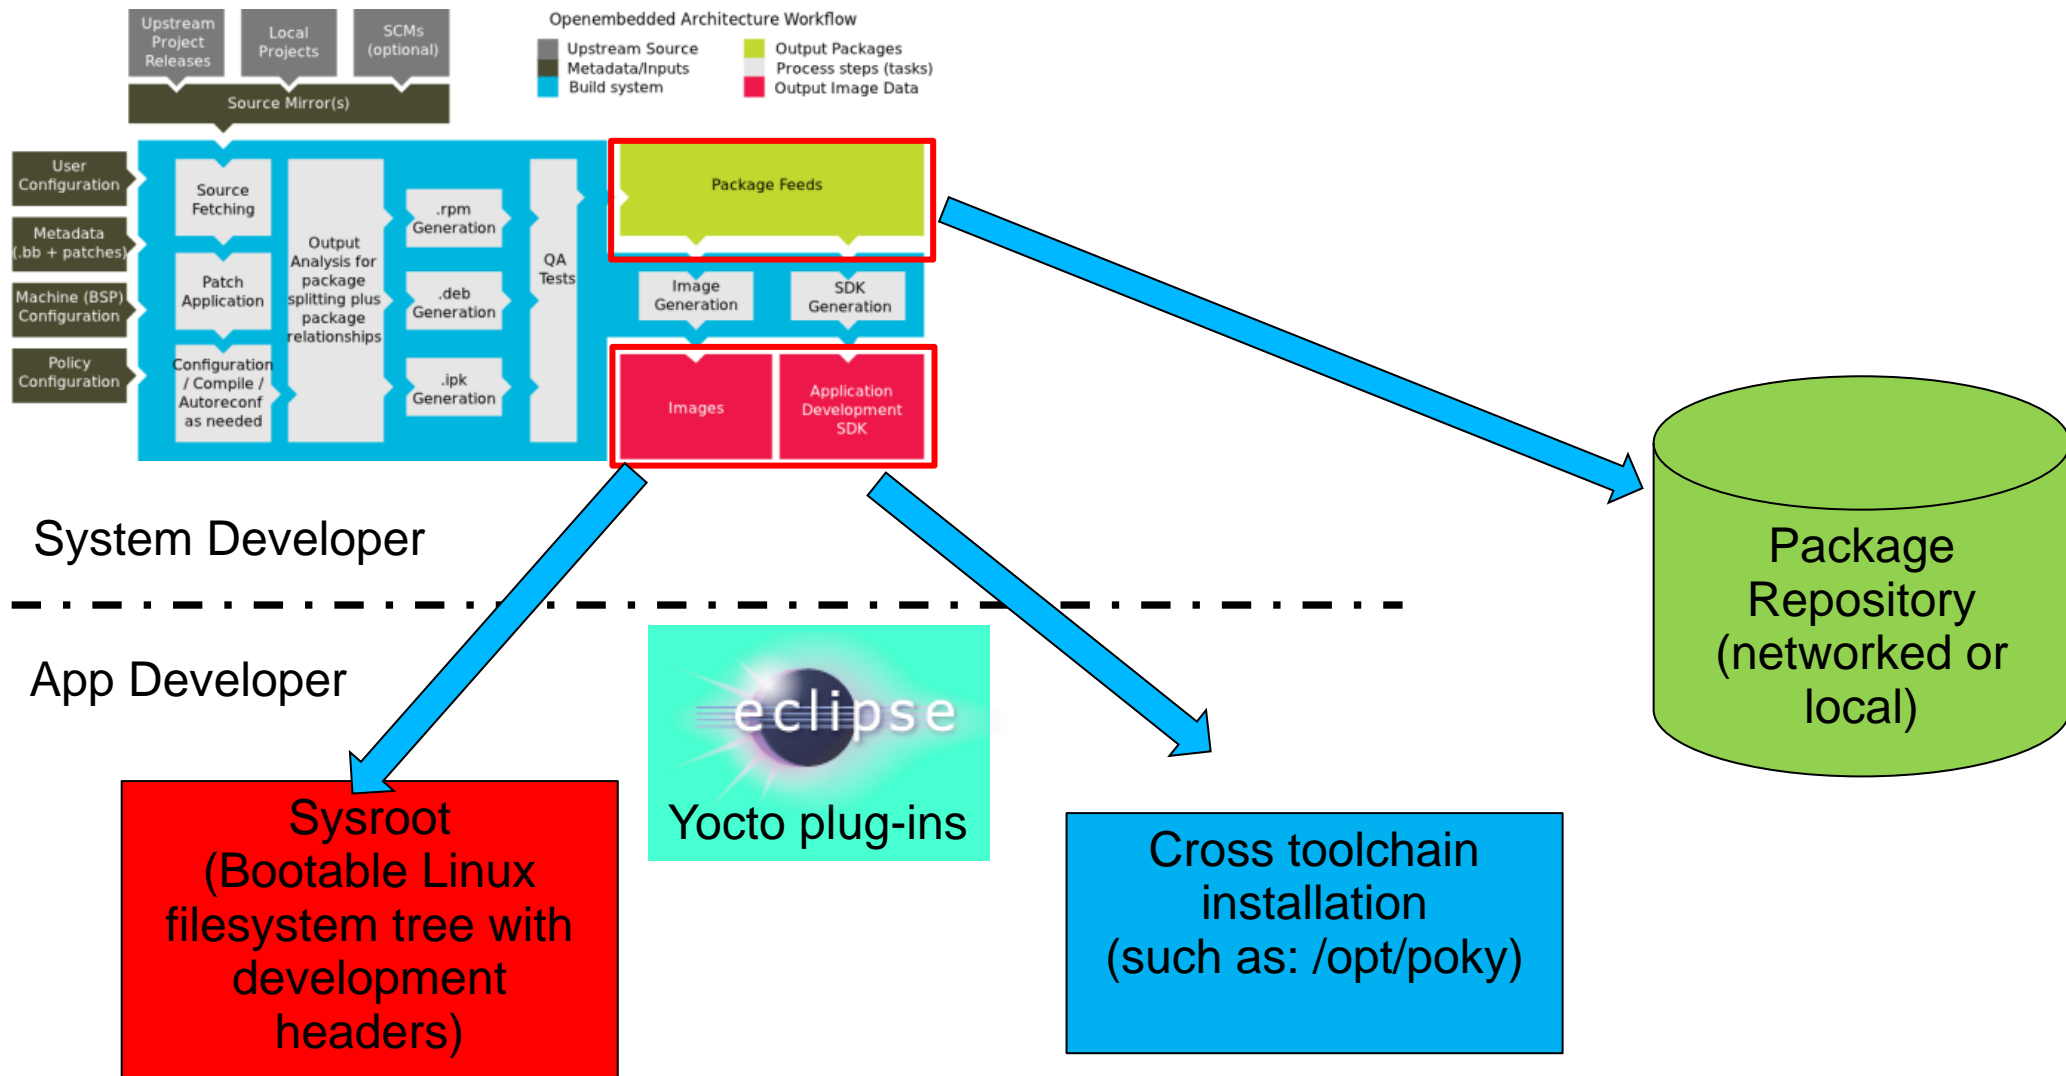 Upstream
Project
Releases
Local
Projects
SCMs
(optional)
Source Mirror(s)
Openembedded Architecture Workflow
Upstream Source
Metadata/Inputs
Build system
Output Packages
Process steps (tasks)
Output Image Data
User
Configuration
Metadata
(.bb + patches)
Machine (BSP)
Configuration
Policy
Configuration
Source
Fetching
Patch
Application
Configuration
/ Compile /
Autoreconf
as needed
Output
Analysis for
package
splitting plus
package
relationships
.rpm
Generation
.deb
Generation
.ipk
Generation
QA
Tests
Package Feeds
Image
Generation
SDK
Generation
Images
Application
Development
SDK
System Developer
App Developer
eclipse
Yocto plug-ins
Sysroot
(Bootable Linux
filesystem tree with
development
headers)
Cross toolchain
installation
(such as: /opt/poky)
Package
Repository
(networked or
local)